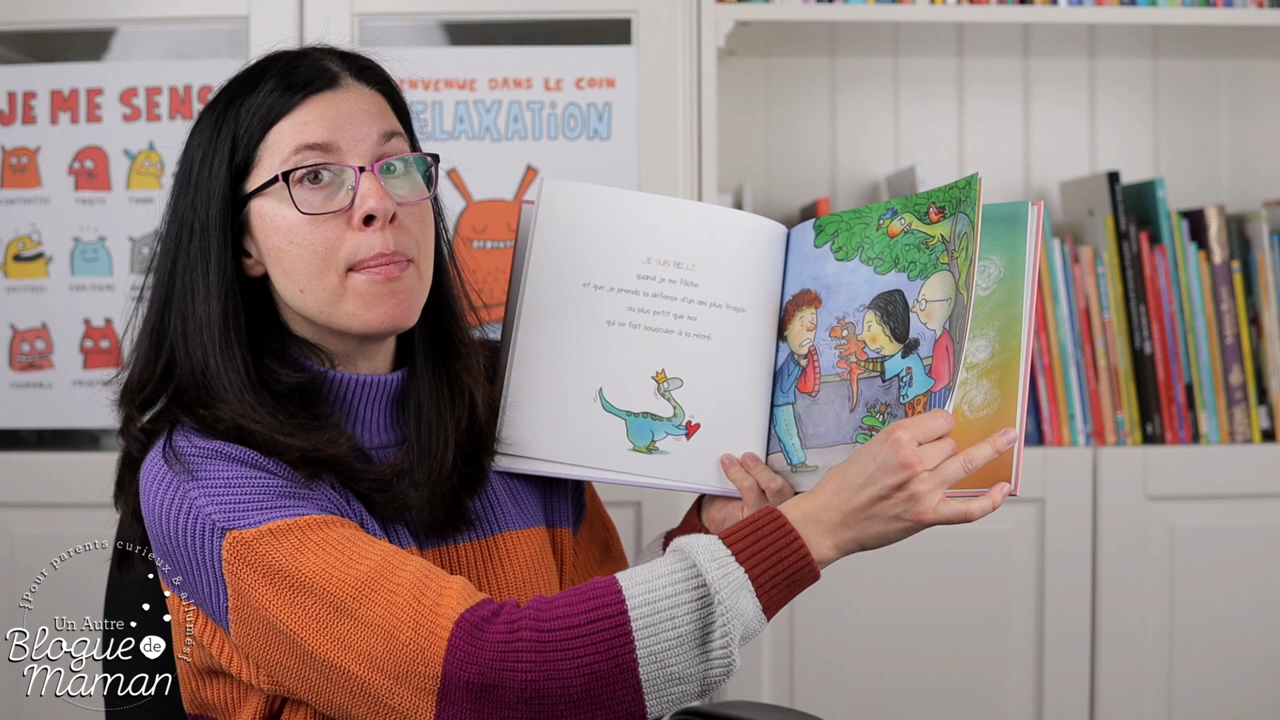 JE ME SENS
ENVENUE DANS LE COIN
ELAXATION
JE SUIS BELLE
quand je me fâche
et que je prends la défense d'un ami plus fragile
ou plus petit que moi
qui se fait bousculer à la récré.
{Pour parents curieux & allumés}
Un Autre
Blogue de
Maman